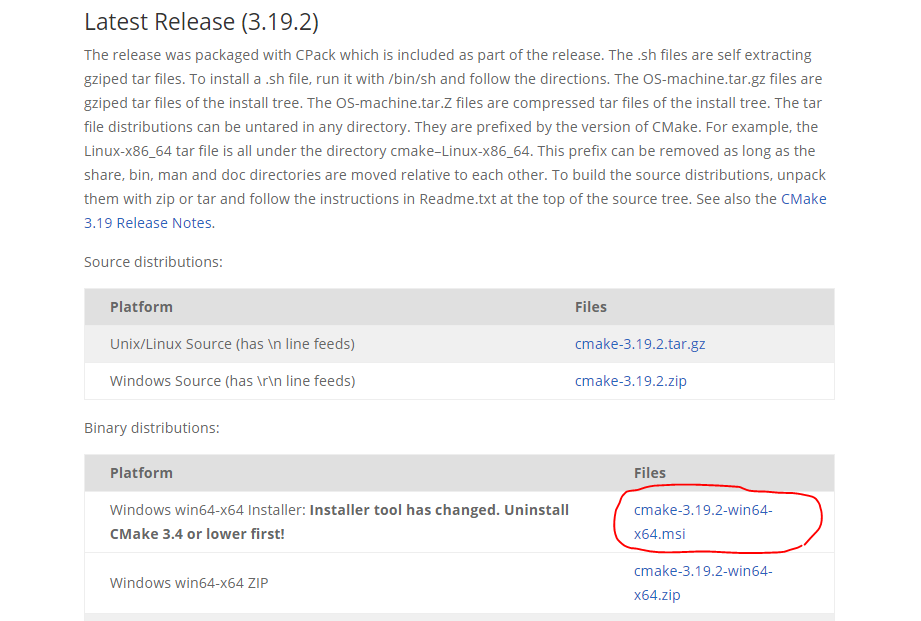 Latest Release (3.19.2)
The release was packaged with CPack which is included as part of the release. The .sh files are self extracting
gziped tar files. To install a .sh file, run it with /bin/sh and follow the directions. The OS-machine.tar.gz files are
gziped tar files of the install tree. The OS-machine.tar.Z files are compressed tar files of the install tree. The tar
file distributions can be untared in any directory. They are prefixed by the version of CMake. For example, the
Linux-x86_64 tar file is all under the directory cmake–Linux-x86_64. This prefix can be removed as long as the
share, bin, man and doc directories are moved relative to each other. To build the source distributions, unpack
them with zip or tar and follow the instructions in Readme.txt at the top of the source tree. See also the CMake
3.19 Release Notes.
Source distributions:
Platform Files
Unix/Linux Source (has \n line feeds) cmake-3.19.2.tar.gz
Windows Source (has \r\n line feeds) cmake-3.19.2.zip
Binary distributions:
Platform Files
Windows win64-x64 Installer: Installer tool has changed. Uninstall cmake-3.19.2-win64-
CMake 3.4 or lower first! x64.msi
Windows win64-x64 ZIP cmake-3.19.2-win64-
x64.zip